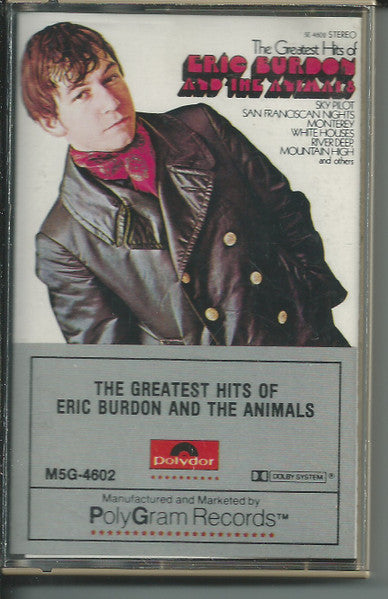 SE-4602 STEREO
The Greatest Hits of
ERIC BURDON
AND THE ANIMALS
SKY PILOT
SAN FRANCISCAN NIGHTS
MONTEREY
WHITE HOUSES
RIVER DEEP,
MOUNTAIN HIGH
and others
THE GREATEST HITS OF
ERIC BURDON AND THE ANIMALS
M5G-4602
polydor
DOLBY SYSTEM ®
Manufactured and Marketed by
PolyGram Records™